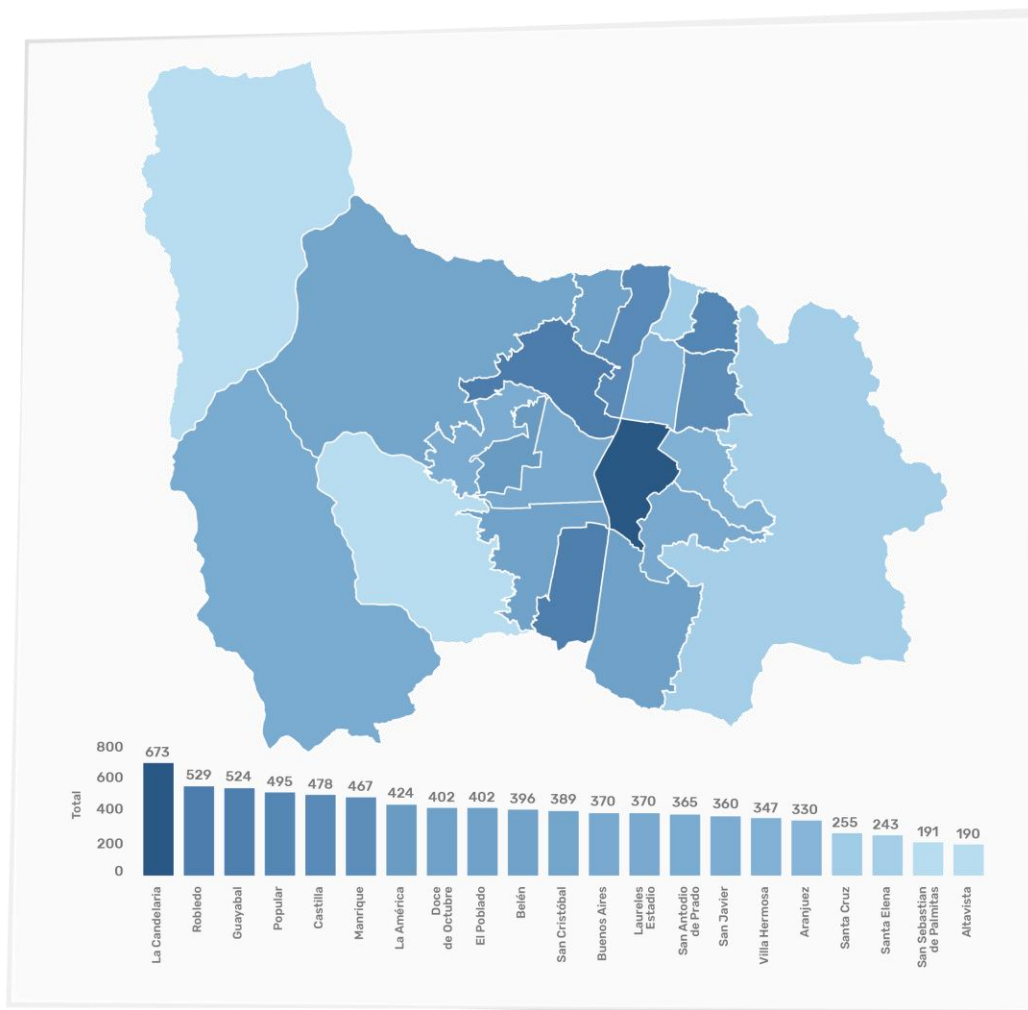 800
600
400
200
0
Total
673
529
524
495
478
467
424
402
402
396
389
370
370
365
360
347
330
255
243
191
190
La Candelaria
Robledo
Guayabal
Popular
Castilla
Manrique
La América
Doce
de Octubre
El Poblado
Belén
San Cristóbal
Buenos Aires
Laureles
Estadio
San Antodio
de Prado
San Javier
Villa Hermosa
Aranjuez
Santa Cruz
Santa Elena
San Sebastian
de Palmitas
Altavista